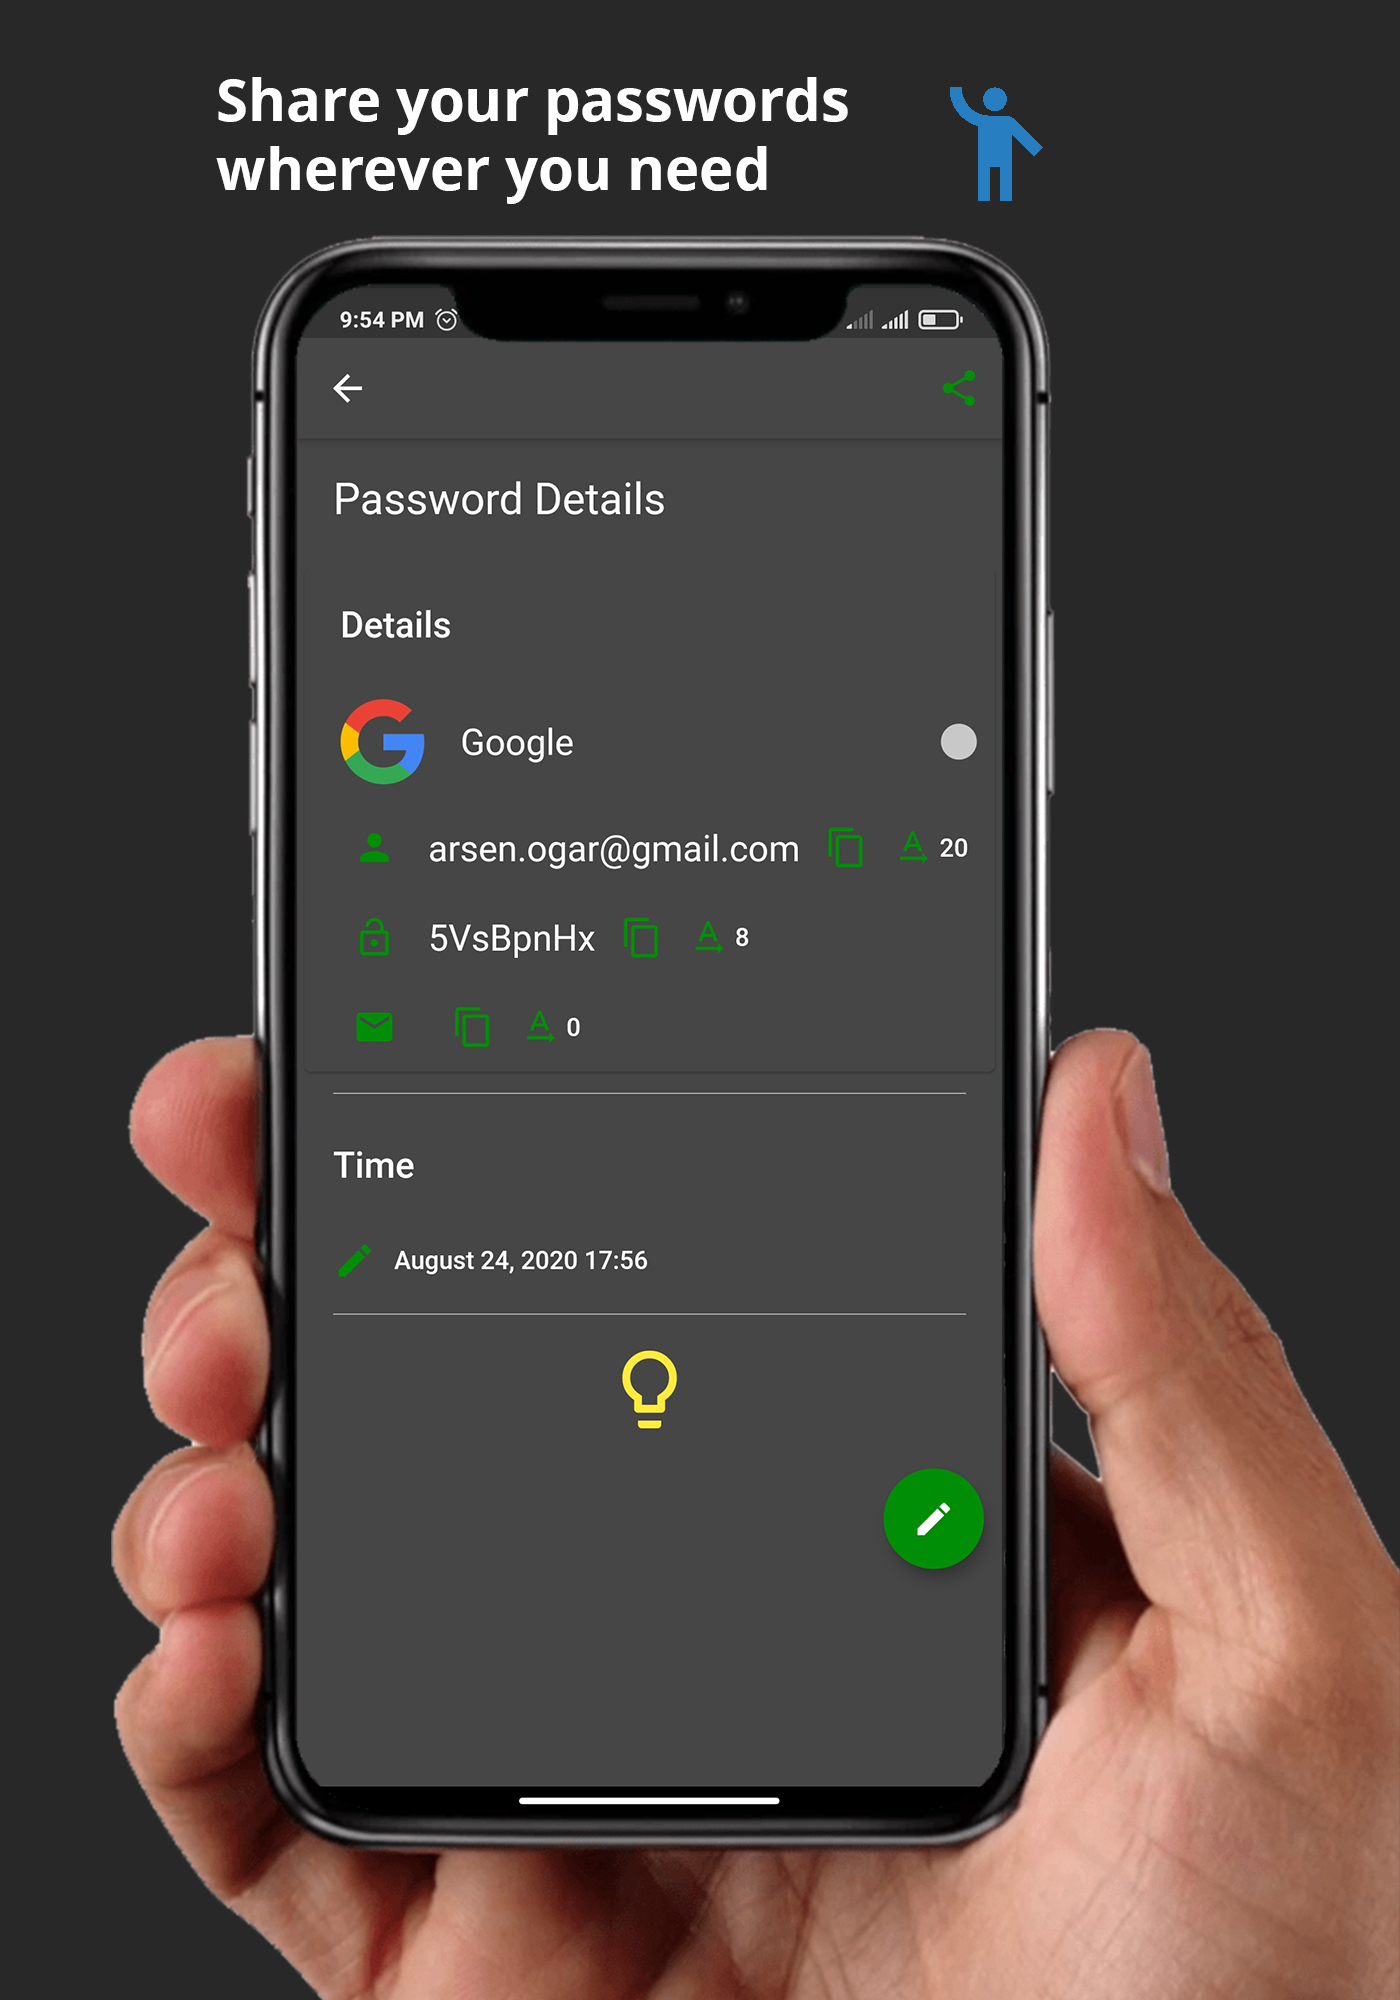 Share your passwords
wherever you need
9:54 PM
Password Details
Details
Google
arsen.ogar@gmail.com A 20
5VsBpnHx A 8
A 0
Time
August 24, 2020 17:56